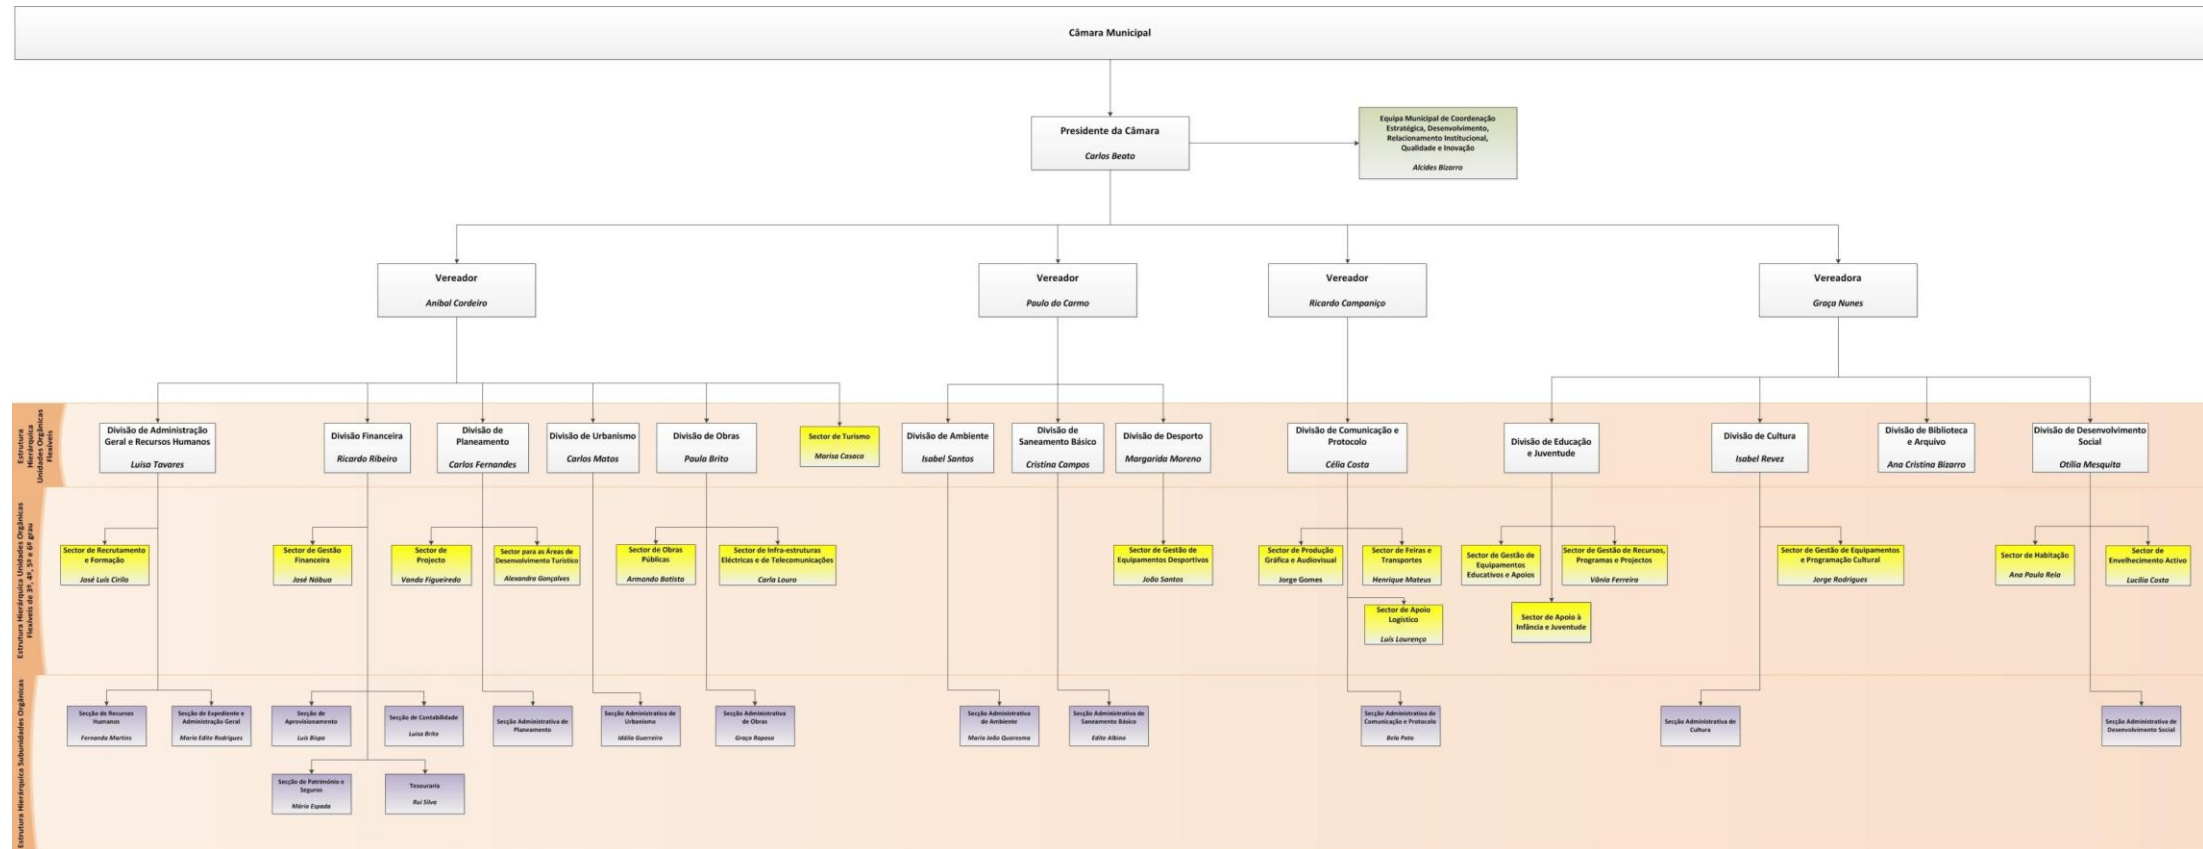 Câmara Municipal
Presidente da Câmara
Carlos Beato
Equipa Municipal de Coordenação
Estratégica, Desenvolvimento,
Relacionamento Institucional,
Qualidade e Inovação
Alcides Bizarro
Vereador
Anibal Cordeiro
Vereador
Paulo do Carmo
Vereador
Ricardo Campaniço
Vereadora
Graça Nunes
Estrutura
Hierárquica
Unidades Orgânicas
Flexíveis
Divisão de Administração
Geral e Recursos Humanos
Luisa Tavares
Divisão Financeira
Ricardo Ribeiro
Divisão de
Planeamento
Carlos Fernandes
Divisão de Urbanismo
Carlos Matos
Divisão de Obras
Paula Brito
Sector de Turismo
Marisa Casaca
Divisão de Ambiente
Isabel Santos
Divisão de
Saneamento Básico
Cristina Campos
Divisão de Desporto
Margarida Moreno
Divisão de Comunicação e
Protocolo
Célia Costa
Divisão de Educação
e Juventude
Divisão de Cultura
Isabel Revez
Divisão de Biblioteca
e Arquivo
Ana Cristina Bizarro
Divisão de Desenvolvimento
Social
Otília Mesquita
Estrutura Hierárquica Unidades Orgânicas
Flexíveis de 3º, 4º, 5º e 6º grau
Sector de Recrutamento
e Formação
José Luís Cirilo
Sector de Gestão
Financeira
José Nábua
Sector de
Projecto
Vanda Figueiredo
Sector para as Áreas de
Desenvolvimento Turístico
Alexandra Gonçalves
Sector de Obras
Públicas
Armando Batista
Sector de Infra-estruturas
Eléctricas e de Telecomunicações
Carla Louro
Sector de Gestão de
Equipamentos Desportivos
João Santos
Sector de Produção
Gráfica e Audiovisual
Jorge Gomes
Sector de Feiras e
Transportes
Henrique Mateus
Sector de Apoio
Logístico
Luís Lourenço
Sector de Gestão de
Equipamentos
Educativos e Apoios
Sector de Gestão de Recursos,
Programas e Projectos
Vânia Ferreira
Sector de Apoio à
Infância e Juventude
Sector de Gestão de Equipamentos
e Programação Cultural
Jorge Rodrigues
Sector de Habitação
Ana Paula Reia
Sector de
Envelhecimento Activo
Lucília Costa
Estrutura Hierárquica Subunidades Orgânicas
Secção de Recursos
Humanos
Fernanda Martins
Secção de Expediente e
Administração Geral
Maria Edite Rodrigues
Secção de
Aprovisionamento
Luís Bispo
Secção de Contabilidade
Luisa Brito
Secção Administrativa de
Planeamento
Secção Administrativa de
Urbanismo
Idália Guerreiro
Secção Administrativa
de Obras
Graça Raposo
Secção Administrativa
de Ambiente
Maria João Quaresma
Secção Administrativa de
Saneamento Básico
Edite Albino
Secção Administrativa de
Comunicação e Protocolo
Bela Pata
Secção Administrativa de
Cultura
Secção Administrativa de
Desenvolvimento Social
Secção de Património e
Seguros
Mário Espada
Tesouraria
Rui Silva